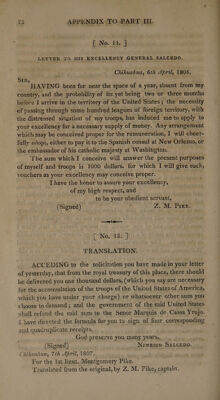 72 APPENDIX TO PART III.
[ No. 11. ]
LETTER TO HIS EXCELLENCY GENERAL SALCEDO.
Chihuahua, 6th April, 1807.
SIR,
HAVING been for near the space of a year, absent from my
country, and the probability of its yet being two or three months
before I arrive in the territory of the United States; the necessity
of passing through some hundred leagues of foreign territory, with
the distressed situation of my troops, has induced me to apply to
your excellency for a necessary supply of money. Any arrangement
which may be conceived proper for the remuneration, I will cheer-
fully adopt, either to pay it to the Spanish consul at New Orleans, or
the embassador of his catholic majesty at Washington.
The sum which I conceive will answer the present purposes
of myself and troops is 1000 dollars, for which I will give such
vouchers as your excellency may conceive proper.
I have the honor to assure your excellency,
of my high respect, and
to be your obedient servant,
(Signed) Z. M. PIKE.
[ No. 12. ]
TRANSLATION.
ACCEDING to the solicitation you have made in your letter
of yesterday, that from the royal treasury of this place, there should
be delivered you one thousand dollars, (which you say are necessary
for the accommodation of the troops of the United States of America,
which you have under your charge) or whatsoever other sum you
choose to demand; and the government of the said United States
shall refund the said sum to the Senor Marquis de Cassa Yrujo.
I have directed the formula for you to sign of four corresponding
and quadruplicate receipts.
God preserve you many years.
[Signed] NIMESIO SALCEDO.
Chihuahua, 7th April, 1807.
For the 1st lieut. Montgomery Pike.
Translated from the original, by Z. M. Pike, captain.